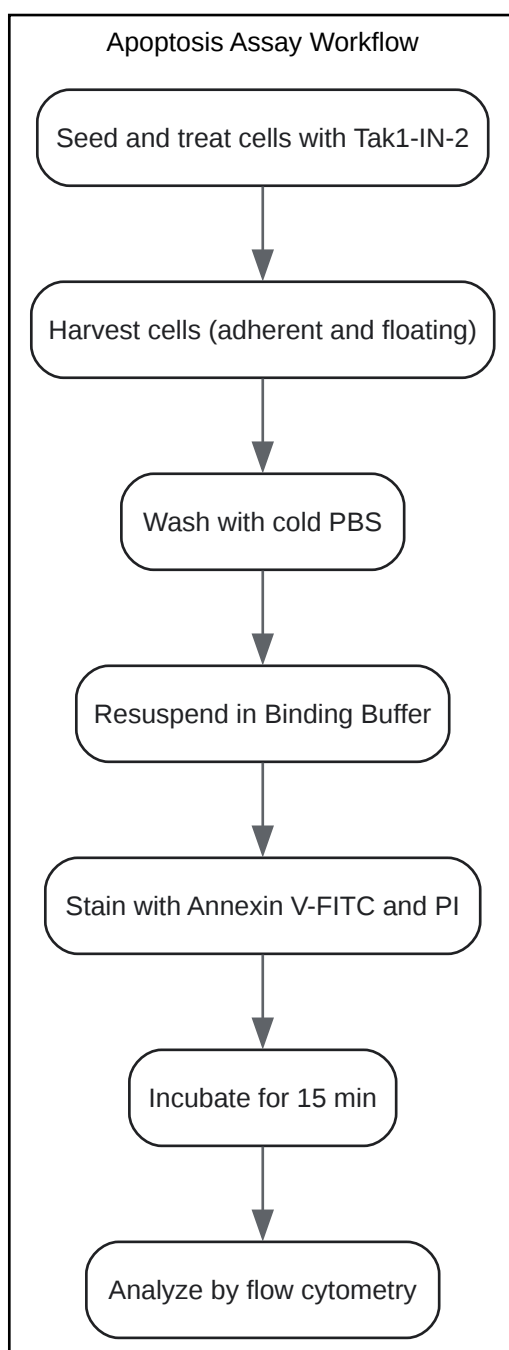 Apoptosis Assay Workflow
Seed and treat cells with Tak1-IN-2
Harvest cells (adherent and floating)
Wash with cold PBS
Resuspend in Binding Buffer
Stain with Annexin V-FITC and PI
Incubate for 15 min
Analyze by flow cytometry